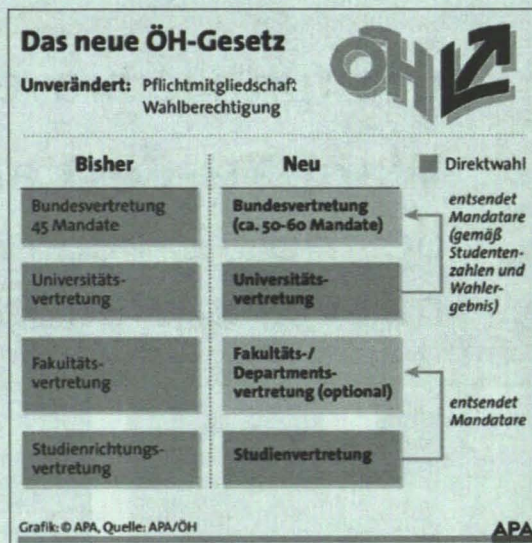 Das neue ÖH-Gesetz
Unverändert: Pflichtmitgliedschaft
Wahlberechtigung
ÖH
Bisher
Neu
Direktwahl
Bundesvertretung
45 Mandate
Bundesvertretung
(ca. 50-60 Mandate)
entsendet
Mandatare
(gemäß
Studenten-
zahlen und
Wahler-
gebnis)
Universitäts-
vertretung
Universitäts-
vertretung
Fakultäts-
vertretung
Fakultäts-/
Departments-
vertretung (optional)
entsendet
Mandatare
Studienrichtungs-
vertretung
Studienvertretung
Grafik: © APA, Quelle: APA/ÖH
APA